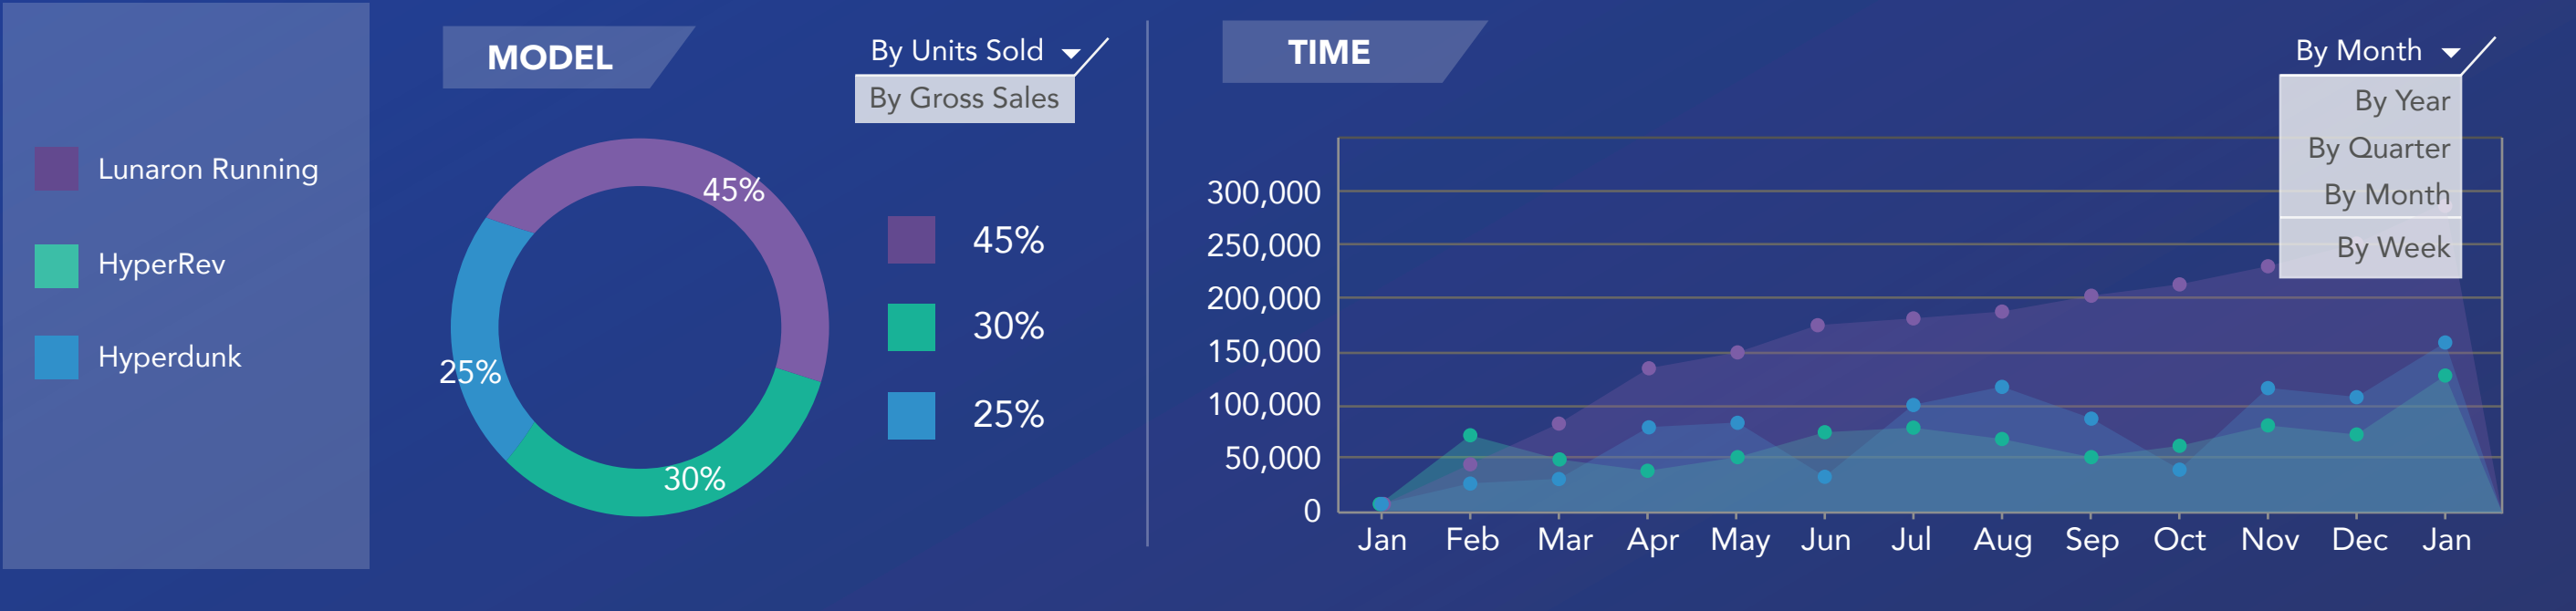 Lunaron Running
HyperRev
Hyperdunk
MODEL
By Units Sold
By Gross Sales
45%
25%
30%
45%
30%
25%
TIME
By Month
By Year
By Quarter
By Month
By Week
300,000
250,000
200,000
150,000
100,000
50,000
0
Jan Feb Mar Apr May Jun Jul Aug Sep Oct Nov Dec Jan